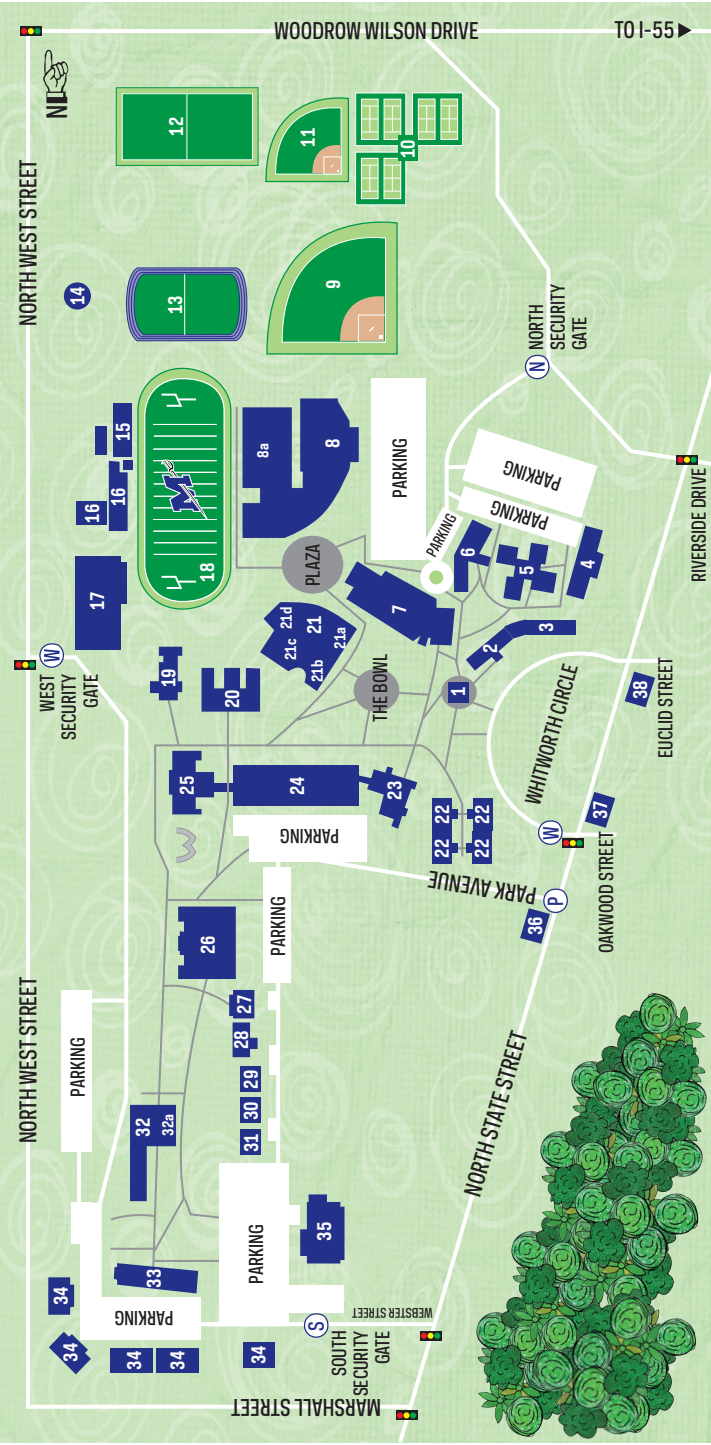 WOODROW WILSON DRIVE
TO I-55
N
NORTH WEST STREET
12
11
10
14
13
9
N
NORTH
SECURITY
GATE
15
16
16
8a
8
PARKING
M
18
PARKING
PARKING
PARKING
RIVERSIDE DRIVE
17
PLAZA
6
5
4
7
W
WEST
SECURITY
GATE
21d
21
21c
21a
21b
2
3
19
20
THE BOWL
1
38
EUCLID STREET
WHITWORTH CIRCLE
25
24
23
22
22
22
22
37
W
OAKWOOD STREET
PARKING
PARK AVENUE
P
36
26
PARKING
NORTH WEST STREET
PARKING
27
28
29
30
31
32
32a
NORTH STATE STREET
35
PARKING
33
34
PARKING
34
34
34
34
S
SOUTH
SECURITY
GATE
WEBSTER STREET
MARSHALL STREET